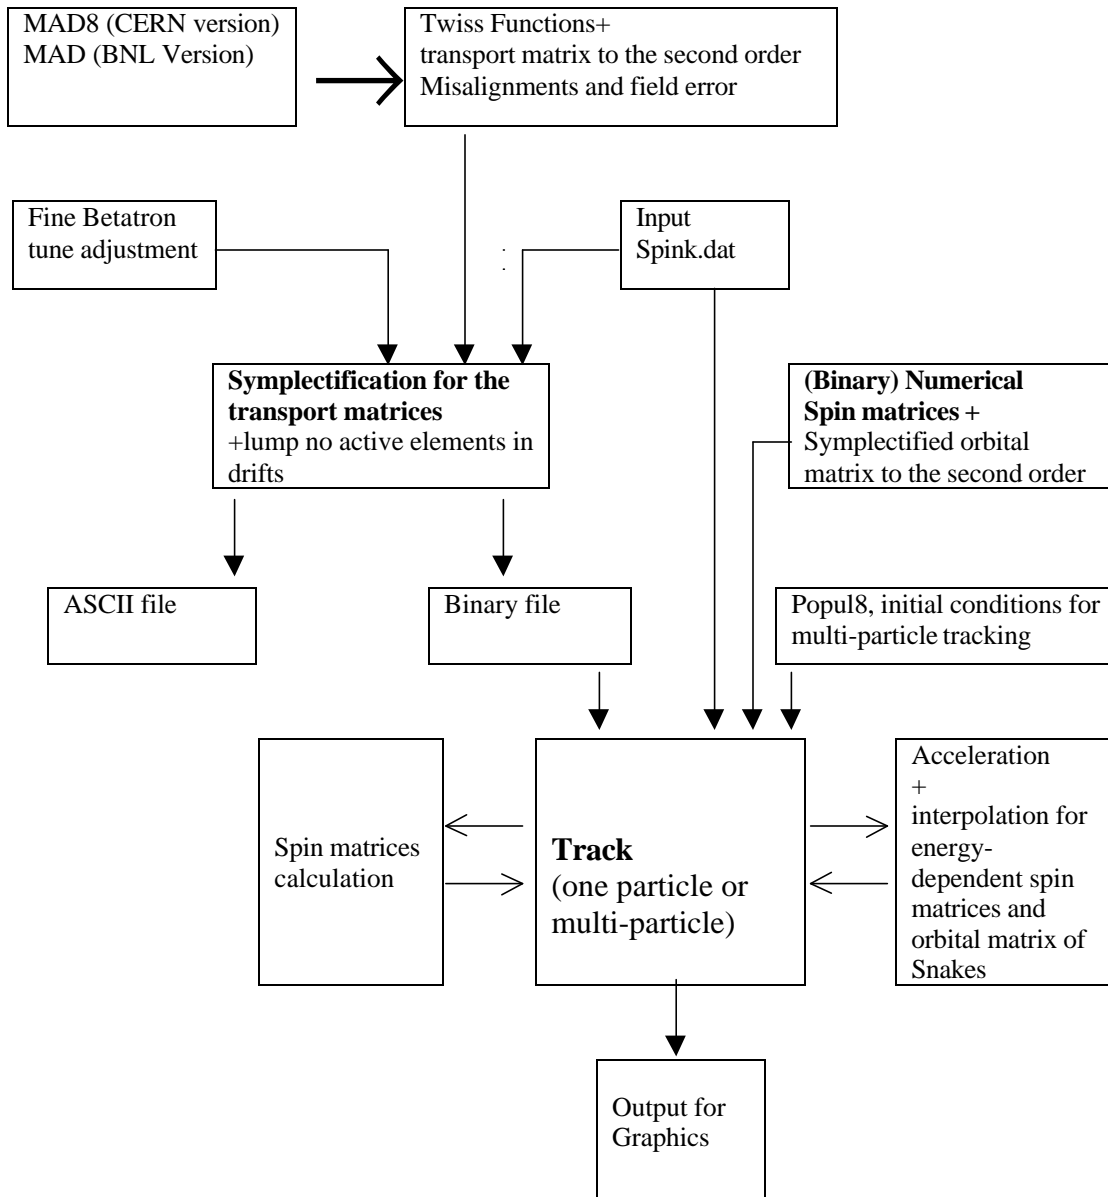 MAD8 (CERN version)
MAD (BNL Version)
Twiss Functions+
transport matrix to the second order
Misalignments and field error
Fine Betatron
tune adjustment
Input
Spink.dat
Symplectification for the
transport matrices
+lump no active elements in
drifts
(Binary) Numerical
Spin matrices +
Symplectified orbital
matrix to the second order
ASCII file
Binary file
Popul8, initial conditions for
multi-particle tracking
Spin matrices
calculation
Track
(one particle or
multi-particle)
Acceleration
+
interpolation for
energy-
dependent spin
matrices and
orbital matrix of
Snakes
Output for
Graphics